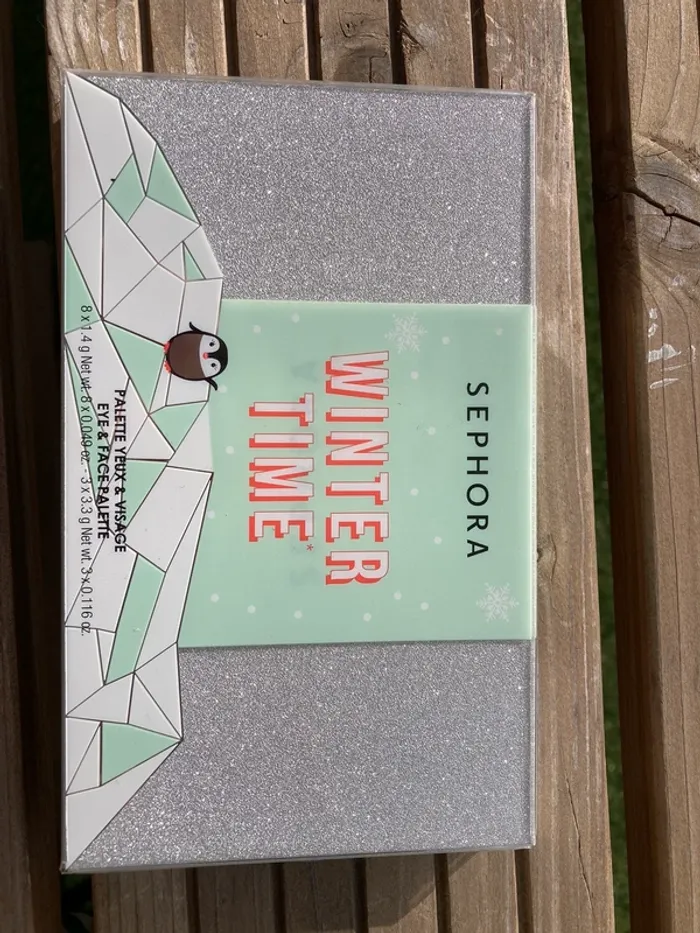 SEPHORA
WINTER
TIME*
PALETTE YEUX & VISAGE
EYE & FACE PALETTE
8 x 1.4 g Net wt. 8 x 0.049 oz. - 3 x 3.3 g Net wt. 3 x 0.116 oz.